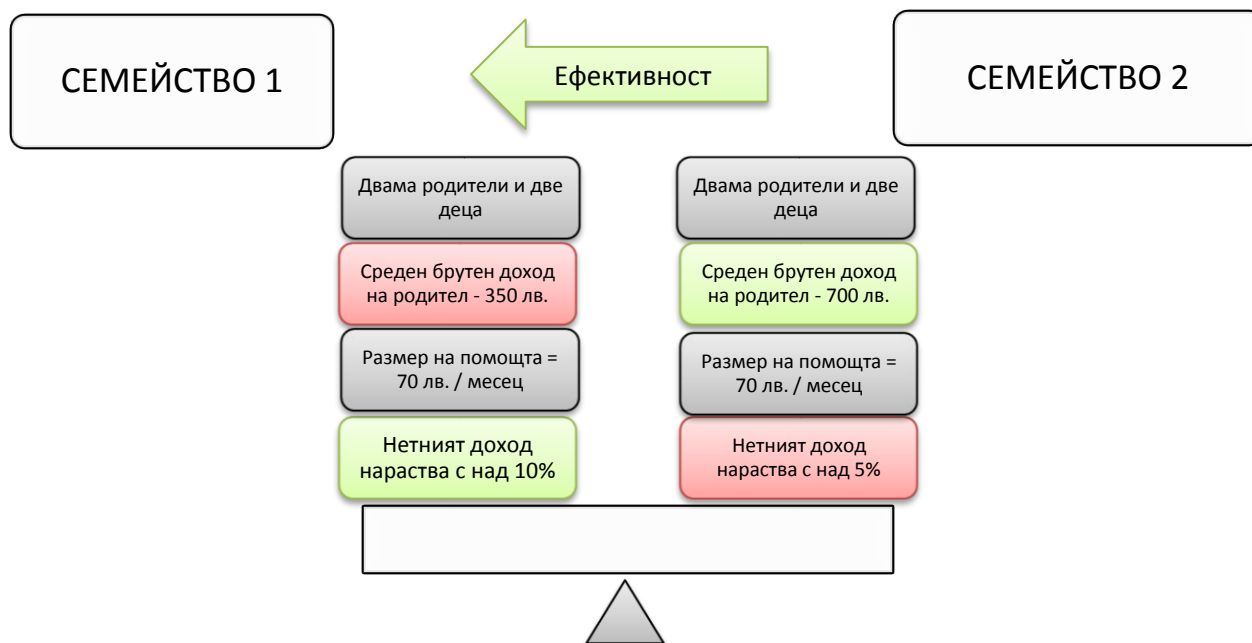 СЕМЕЙСТВО 1
Ефективност
СЕМЕЙСТВО 2
Двама родители и две
деца
Среден брутен доход
на родител - 350 лв.
Размер на помощта =
70 лв. / месец
Нетният доход
нараства с над 10%
Двама родители и две
деца
Среден брутен доход
на родител - 700 лв.
Размер на помощта =
70 лв. / месец
Нетният доход
нараства с над 5%